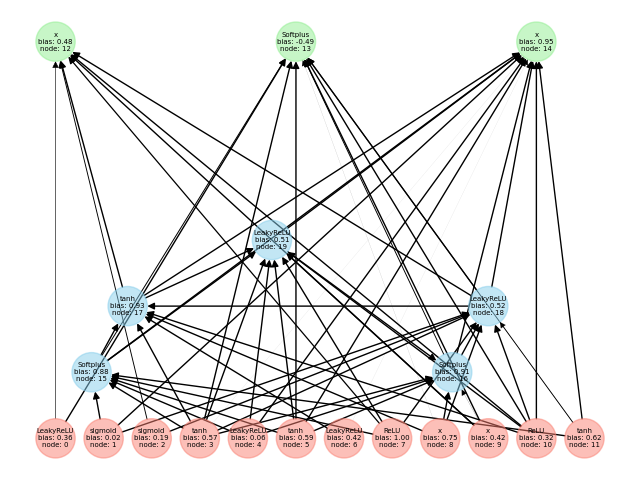 x
bias: 0.48
node: 12
Softplus
bias: -0.49
node: 13
x
bias: 0.95
node: 14
LeakyReLU
bias: 0.51
node: 19
tanh
bias: 0.93
node: 17
LeakyReLU
bias: 0.52
node: 18
Softplus
bias: 0.88
node: 15
Softplus
bias: 0.91
node: 16
LeakyReLU
bias: 0.36
node: 0
sigmoid
bias: 0.02
node: 1
sigmoid
bias: 0.19
node: 2
tanh
bias: 0.57
node: 3
LeakyReLU
bias: 0.06
node: 4
tanh
bias: 0.59
node: 5
LeakyReLU
bias: 0.42
node: 6
ReLU
bias: 1.00
node: 7
x
bias: 0.75
node: 8
x
bias: 0.42
node: 9
ReLU
bias: 0.32
node: 10
tanh
bias: 0.62
node: 11